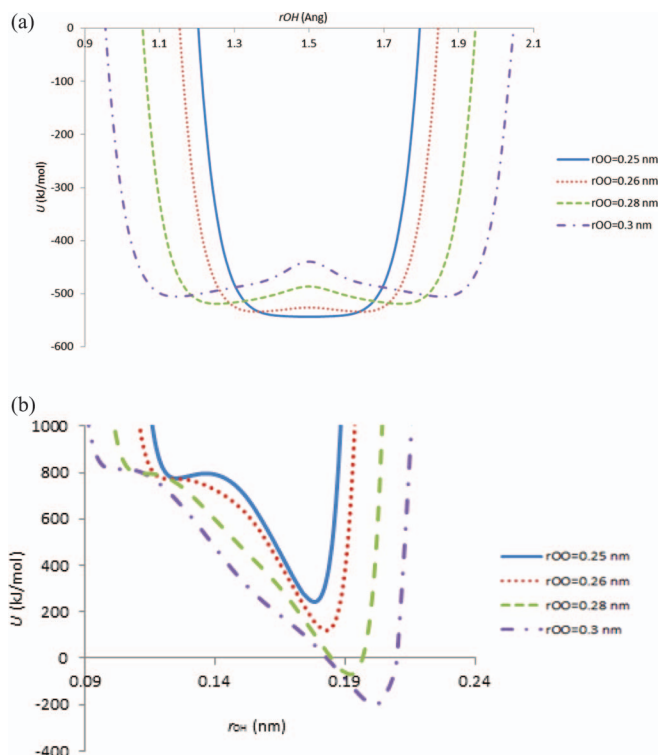 (a)
rOH (Ang)
0.9 1.1 1.3 1.5 1.7 1.9 2.1
0
-100
-200
-300
-400
-500
-600
U (kJ/mol)
rOO=0.25 nm
rOO=0.26 nm
rOO=0.28 nm
rOO=0.3 nm
(b)
1000
800
600
400
200
0
-200
-400
U (kJ/mol)
0.09 0.14 0.19 0.24
rOH (nm)
rOO=0.25 nm
rOO=0.26 nm
rOO=0.28 nm
rOO=0.3 nm